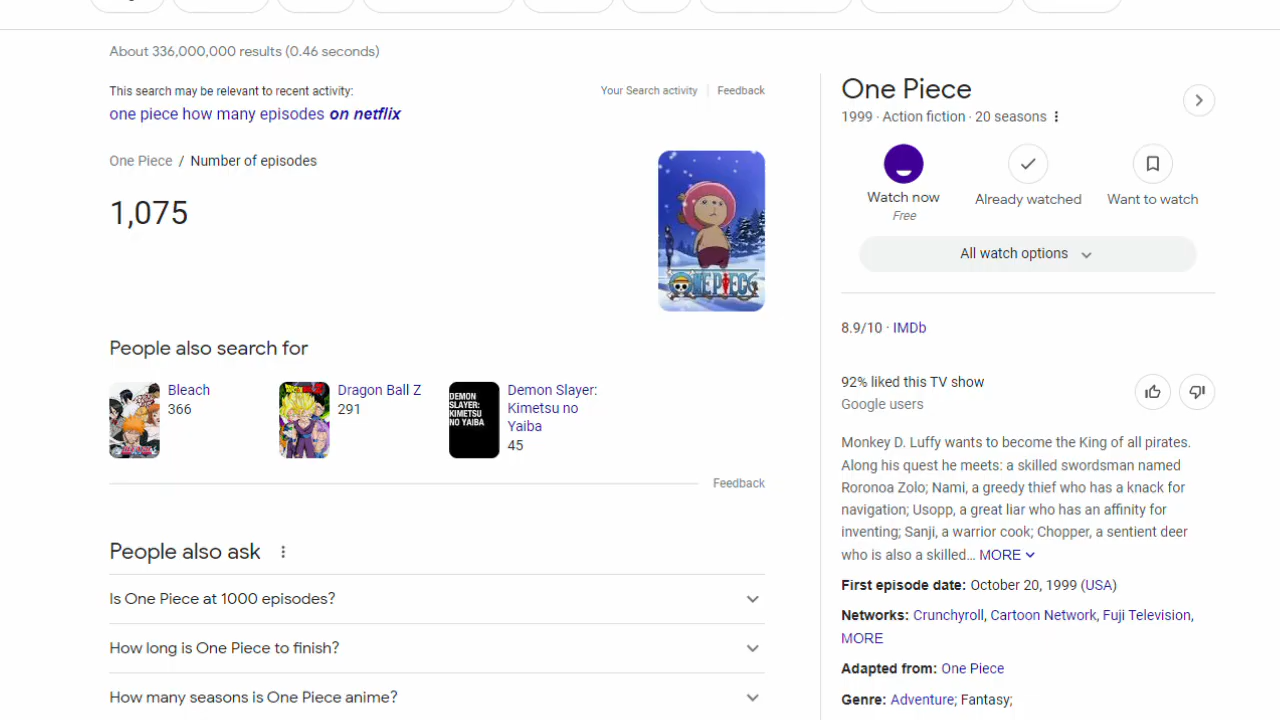 About 336,000,000 results (0.46 seconds)
This search may be relevant to recent activity:
one piece how many episodes on netflix
Your Search activity
Feedback
One Piece / Number of episodes
1,075
ONE PIECE
People also search for
Bleach
366
Dragon Ball Z
291
DEMON
SLAYER:
KIMETSU
NO YAIBA
Demon Slayer:
Kimetsu no
Yaiba
45
Feedback
People also ask
Is One Piece at 1000 episodes?
How long is One Piece to finish?
How many seasons is One Piece anime?
One Piece
1999 · Action fiction · 20 seasons
Watch now
Free
Already watched
Want to watch
All watch options
8.9/10 · IMDb
92% liked this TV show
Google users
Monkey D. Luffy wants to become the King of all pirates.
Along his quest he meets: a skilled swordsman named
Roronoa Zolo; Nami, a greedy thief who has a knack for
navigation; Usopp, a great liar who has an affinity for
inventing; Sanji, a warrior cook; Chopper, a sentient deer
who is also a skilled... MORE
First episode date: October 20, 1999 (USA)
Networks: Crunchyroll, Cartoon Network, Fuji Television,
MORE
Adapted from: One Piece
Genre: Adventure; Fantasy;